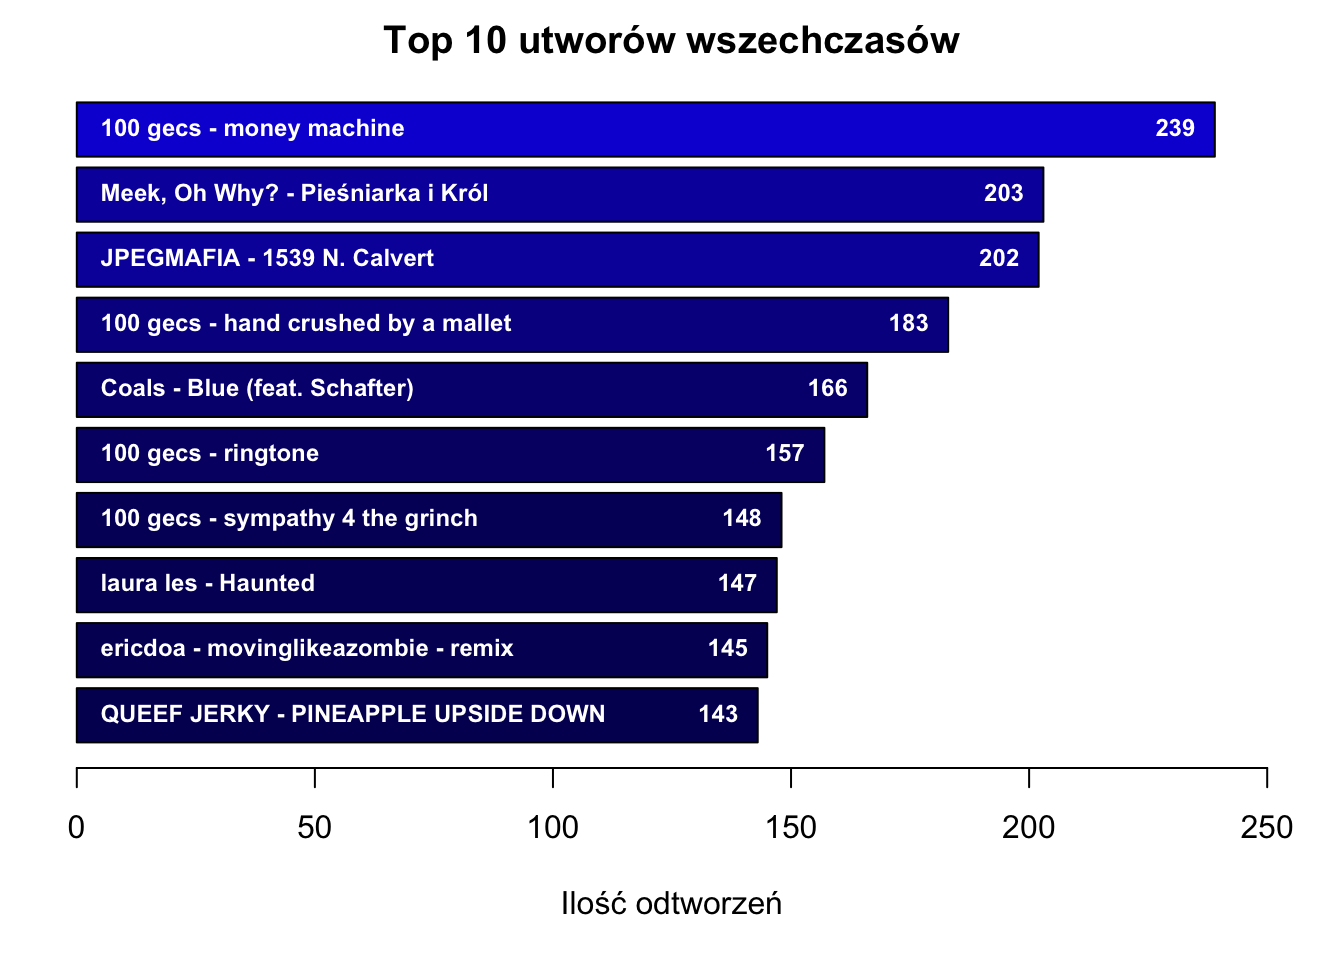 Top 10 utworów wszechczasów
100 gecs - money machine 239
Meek, Oh Why? - Pieśniarka i Król 203
JPEGMAFIA - 1539 N. Calvert 202
100 gecs - hand crushed by a mallet 183
Coals - Blue (feat. Schafter) 166
100 gecs - ringtone 157
100 gecs - sympathy 4 the grinch 148
laura les - Haunted 147
ericdoa - movinglikeazombie - remix 145
QUEEF JERKY - PINEAPPLE UPSIDE DOWN 143
0 50 100 150 200 250
Ilość odtworzeń